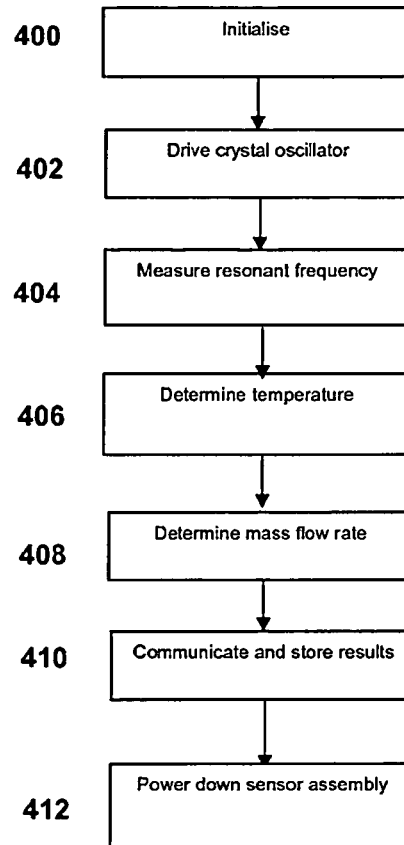 400 Initialise
402 Drive crystal oscillator
404 Measure resonant frequency
406 Determine temperature
408 Determine mass flow rate
410 Communicate and store results
412 Power down sensor assembly